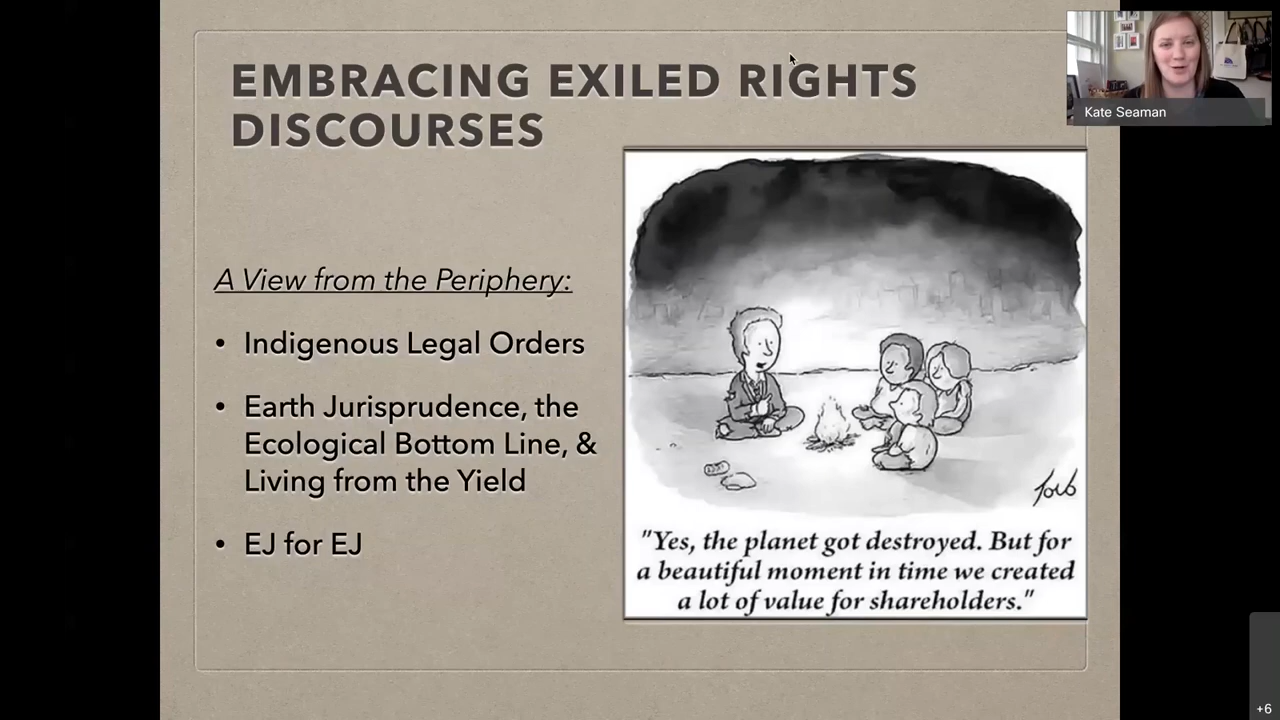 EMBRACING EXILED RIGHTS
DISCOURSES
Kate Seaman
A View from the Periphery:
• Indigenous Legal Orders
• Earth Jurisprudence, the
Ecological Bottom Line, &
Living from the Yield
• EJ for EJ
"Yes, the planet got destroyed. But for
a beautiful moment in time we created
a lot of value for shareholders."
+6